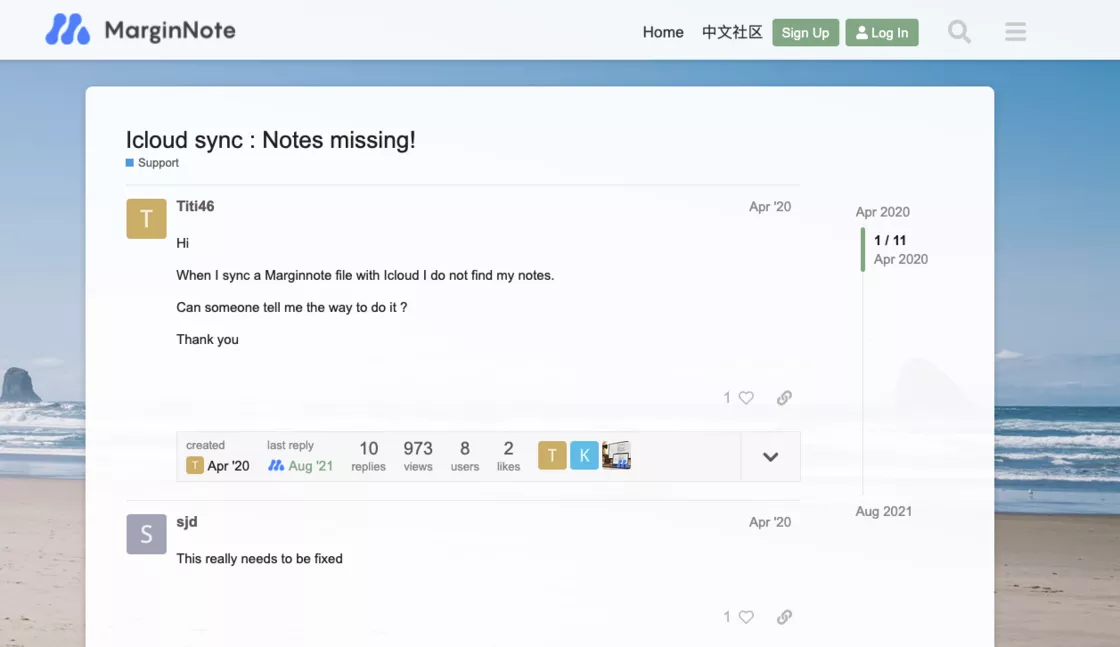 MarginNote
Home 中文社区 Sign Up Log In
Icloud sync : Notes missing!
Support
T
Titi46
Apr '20
Hi
When I sync a Marginnote file with Icloud I do not find my notes.
Can someone tell me the way to do it ?
Thank you
1
Apr 2020
1 / 11
Apr 2020
Aug 2021
created
T Apr '20
last reply
Aug '21
10
replies
973
views
8
users
2
likes
T K
S
sjd
Apr '20
This really needs to be fixed
1